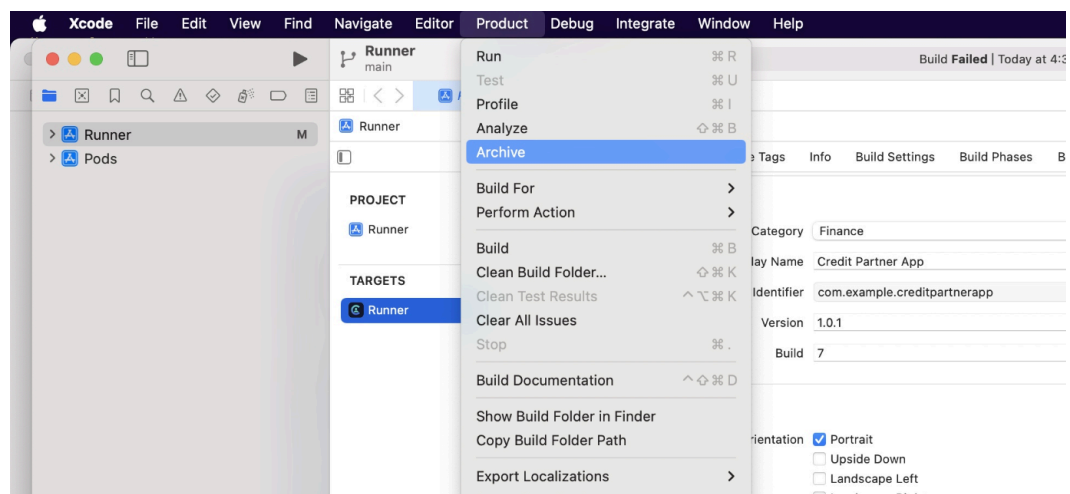 Xcode File Edit View Find Navigate Editor Product Debug Integrate Window Help
Runner
main
Build Failed | Today at 4:3
Runner M
Pods
Runner
PROJECT
Runner
TARGETS
Runner
Run ⌘ R
Test ⌘ U
Profile ⌘ I
Analyze ⇧ ⌘ B
Archive
Build For
Perform Action
Build ⌘ B
Clean Build Folder... ⇧ ⌘ K
Clean Test Results ^ ⌥ ⌘ K
Clear All Issues
Stop ⌘ .
Build Documentation ^ ⇧ ⌘ D
Show Build Folder in Finder
Copy Build Folder Path
Export Localizations
Tags Info Build Settings Build Phases B
Category Finance
Name Credit Partner App
Identifier com.example.creditpartnerapp
Version 1.0.1
Build 7
Portrait
Upside Down
Landscape Left